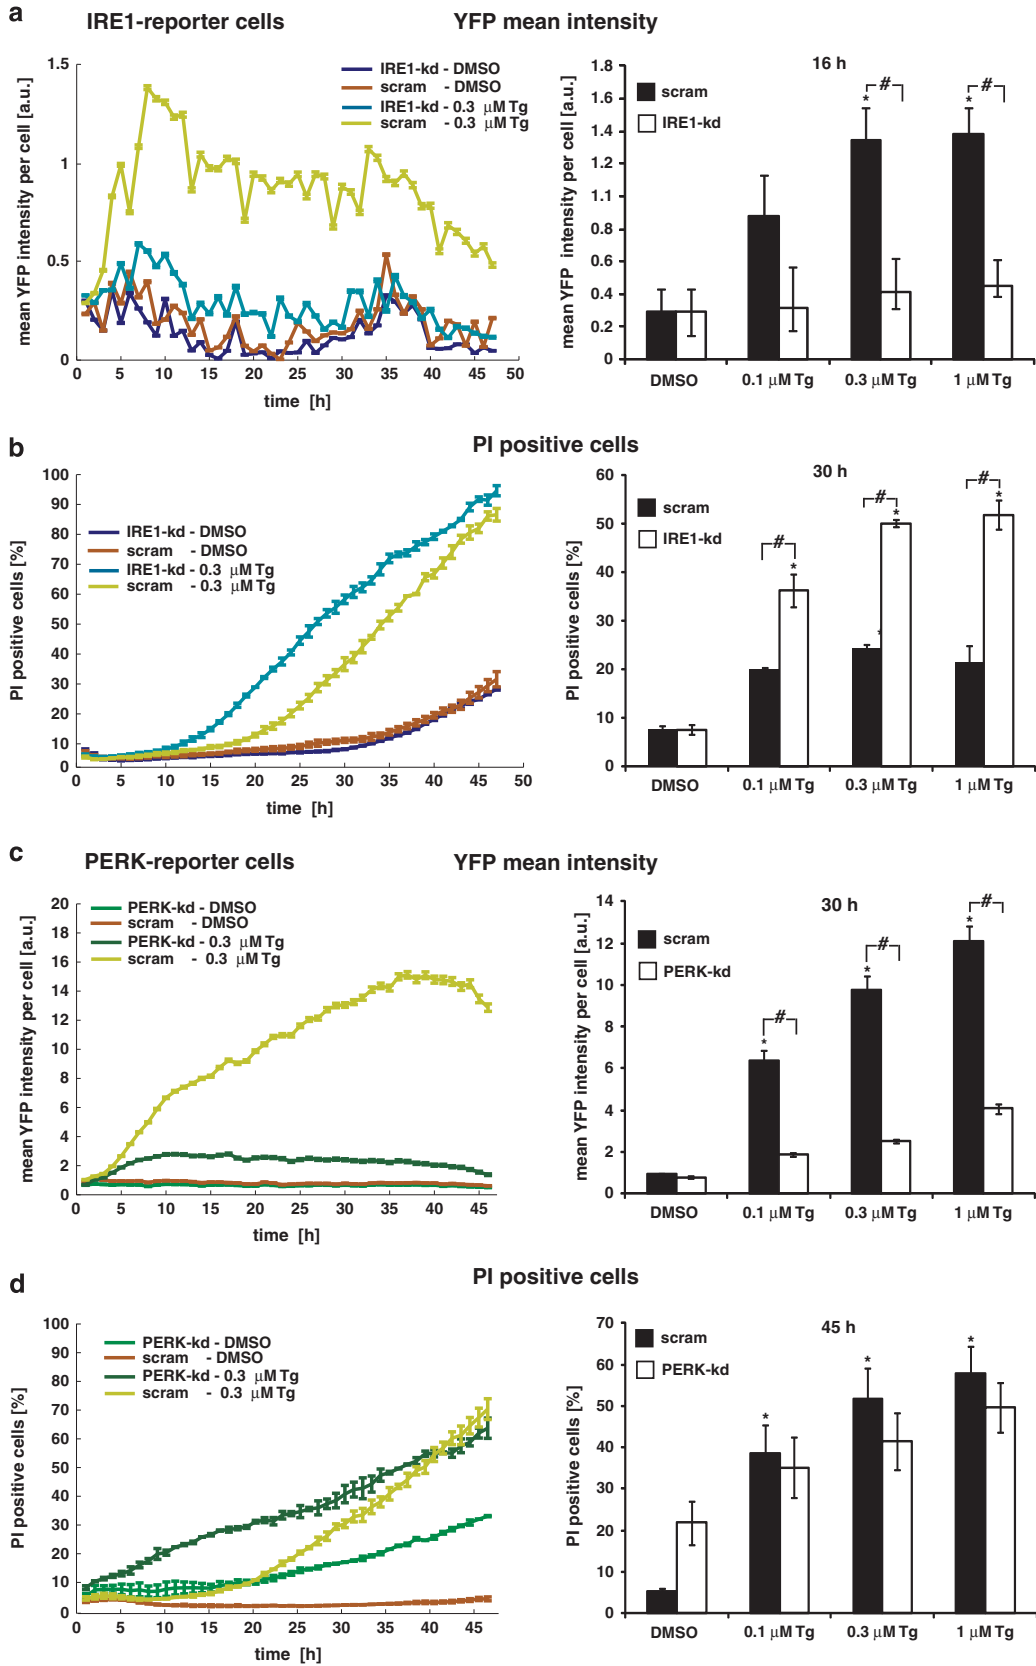 a
IRE1-reporter cells
YFP mean intensity
mean YFP intensity per cell [a.u.]
1.5
1
0.5
0
IRE1-kd - DMSO
scram - DMSO
IRE1-kd - 0.3 μM Tg
scram - 0.3 μM Tg
0 5 10 15 20 25 30 35 40 45 50
time [h]
mean YFP intensity per cell [a.u.]
1.8
1.6
1.4
1.2
0.8
0.6
0.4
0.2
0
16 h
scram
IRE1-kd
* # * #
DMSO 0.1 μM Tg 0.3 μM Tg 1 μM Tg
b
PI positive cells
PI positive cells [%]
100
90
80
70
60
50
40
30
20
10
0
IRE1-kd - DMSO
scram - DMSO
IRE1-kd - 0.3 μM Tg
scram - 0.3 μM Tg
0 5 10 15 20 25 30 35 40 45 50
time [h]
PI positive cells [%]
60
50
40
30
20
10
0
30 h
scram
IRE1-kd
# * * # * # *
DMSO 0.1 μM Tg 0.3 μM Tg 1 μM Tg
c
PERK-reporter cells
YFP mean intensity
mean YFP intensity per cell [a.u.]
20
18
16
14
12
10
8
6
4
2
0
PERK-kd - DMSO
scram - DMSO
PERK-kd - 0.3 μM Tg
scram - 0.3 μM Tg
0 5 10 15 20 25 30 35 40 45
time [h]
mean YFP intensity per cell [a.u.]
14
12
10
8
6
4
2
0
30 h
scram
PERK-kd
* # * # * #
DMSO 0.1 μM Tg 0.3 μM Tg 1 μM Tg
d
PI positive cells
PI positive cells [%]
100
90
80
70
60
50
40
30
20
10
0
PERK-kd - DMSO
scram - DMSO
PERK-kd - 0.3 μM Tg
scram - 0.3 μM Tg
0 5 10 15 20 25 30 35 40 45
time [h]
PI positive cells [%]
70
60
50
40
30
20
10
0
45 h
scram
PERK-kd
* * *
DMSO 0.1 μM Tg 0.3 μM Tg 1 μM Tg